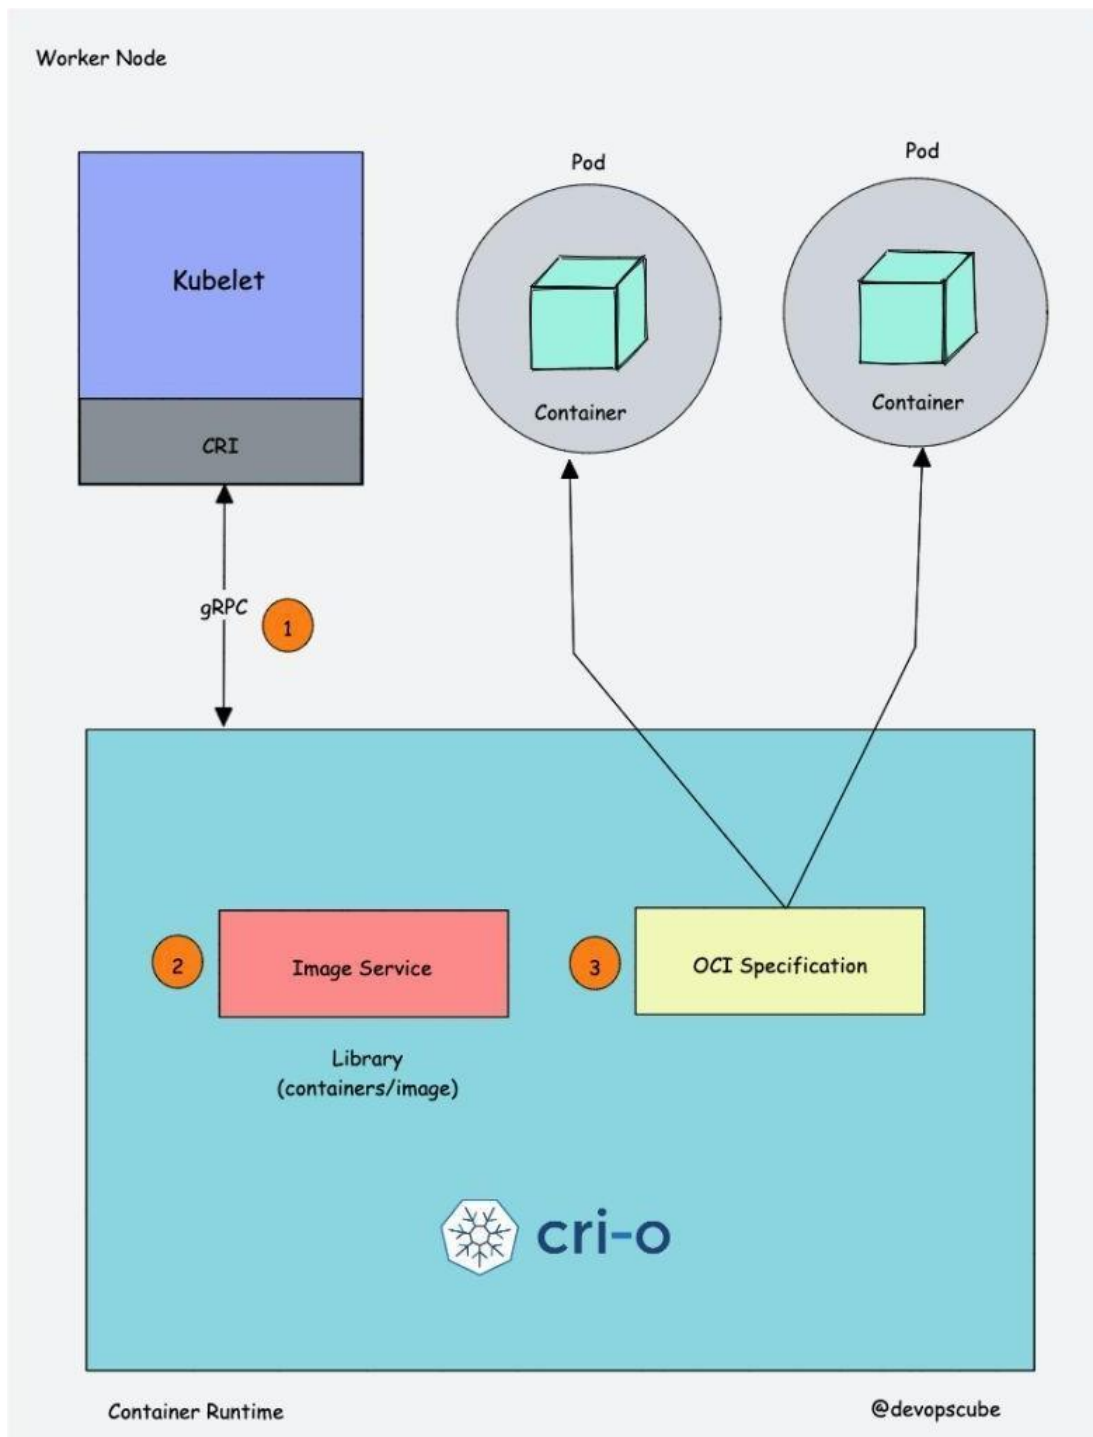 Worker Node
Pod
Pod
Kubelet
Container
Container
CRI
gRPC
1
2
Image Service
3
OCI Specification
Library
(containers/image)
cri-o
Container Runtime
@devopscube